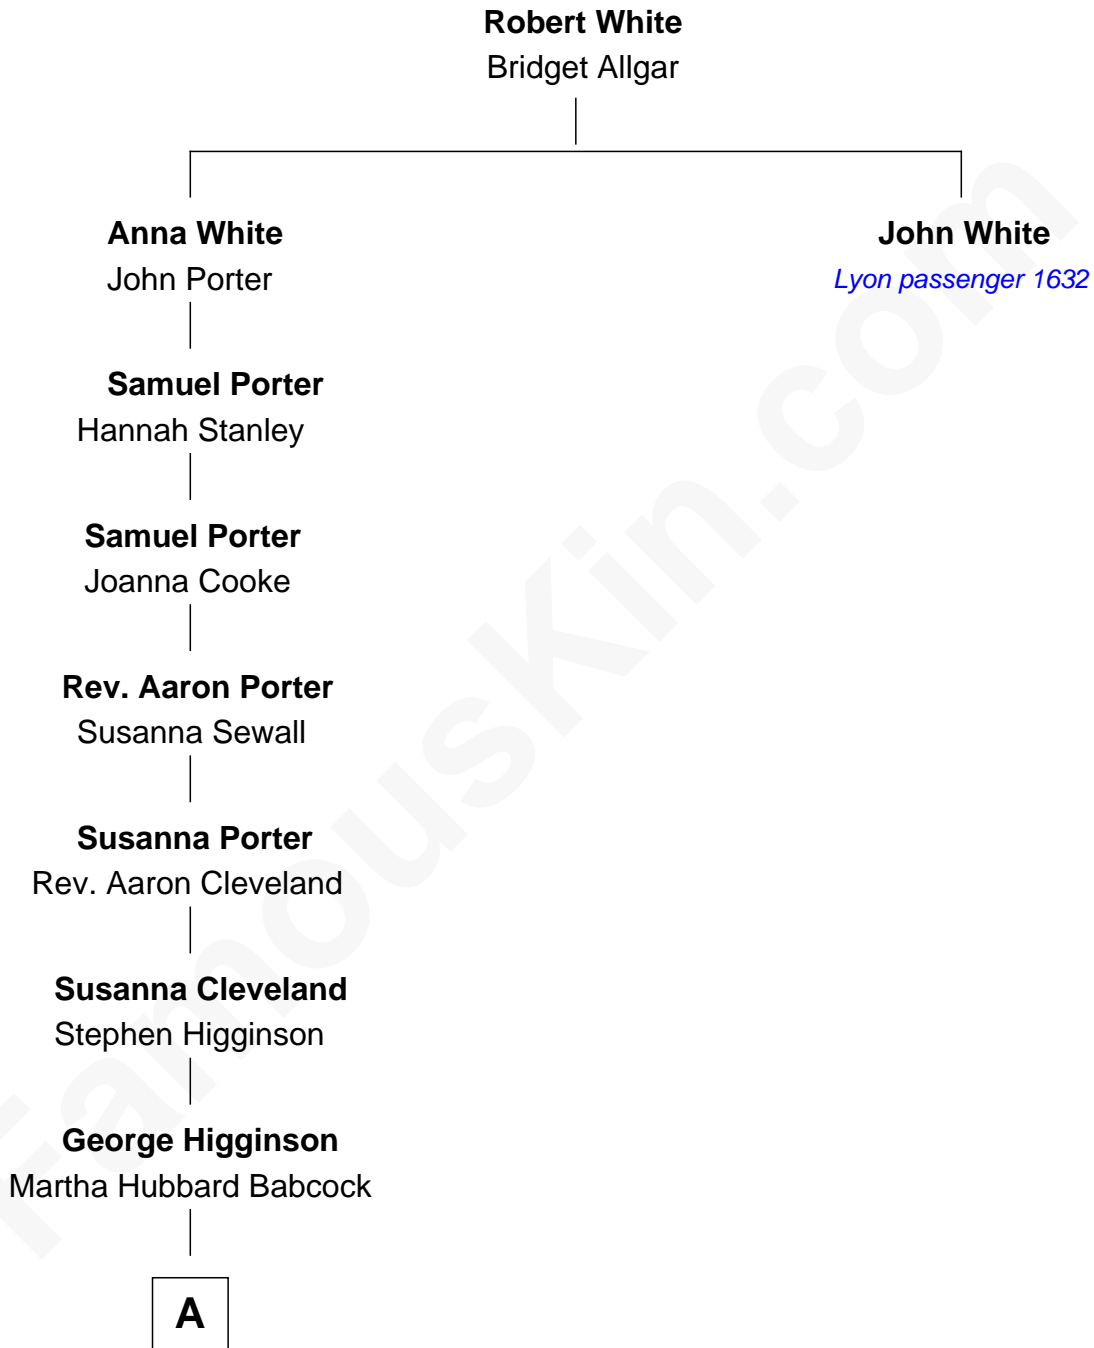 Robert White
Bridget Allgar
Anna White
John Porter
John White
Lyon passenger 1632
Samuel Porter
Hannah Stanley
Samuel Porter
Joanna Cooke
Rev. Aaron Porter
Susanna Sewall
Susanna Porter
Rev. Aaron Cleveland
Susanna Cleveland
Stephen Higginson
George Higginson
Martha Hubbard Babcock
A
FamousKin.com